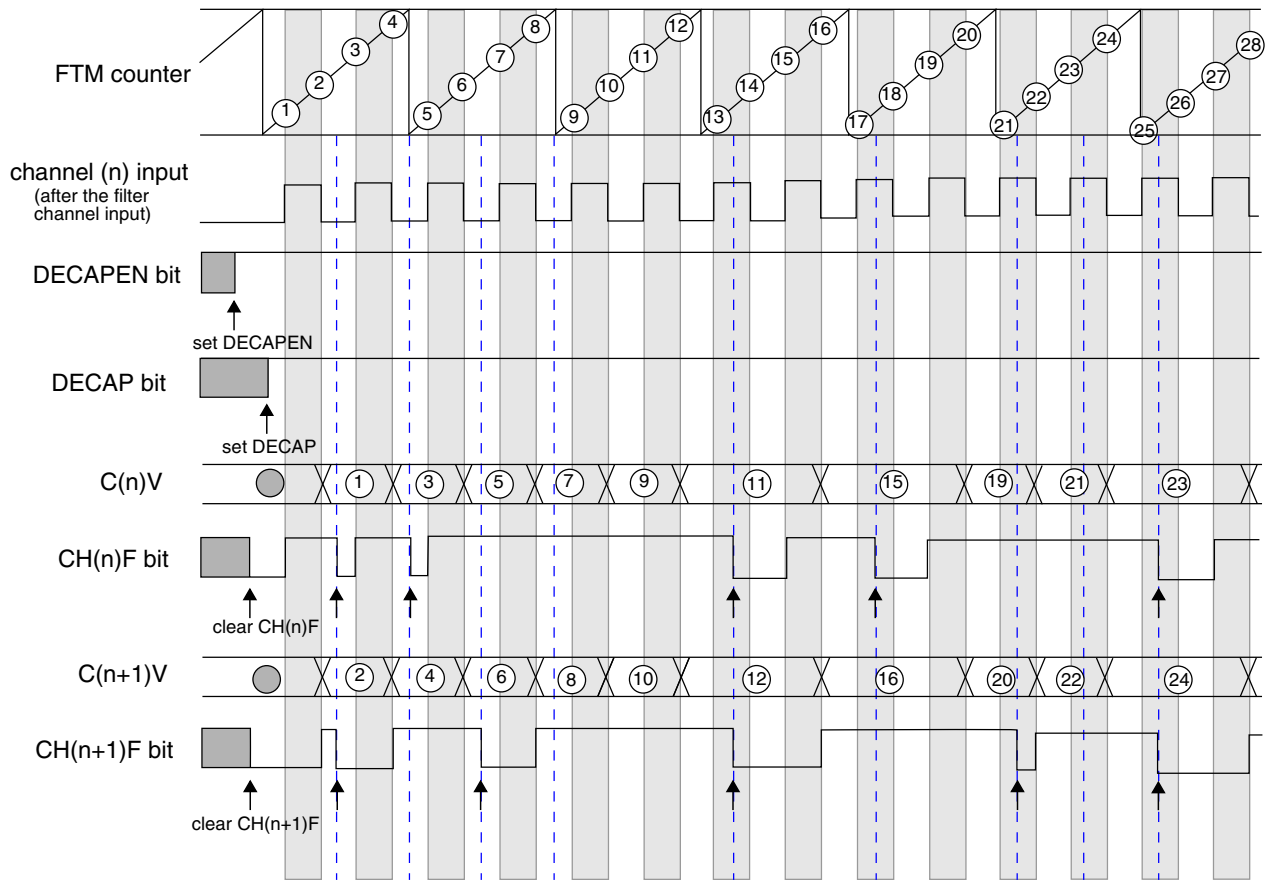 4 8 12 16 20 24 28
3 7 11 15 19 23 27
FTM counter
2 6 10 14 18 22 26
1 5 9 13 17 21 25
channel (n) input
(after the filter
channel input)
DECAPEN bit
set DECAPEN
DECAP bit
set DECAP
C(n)V 1 3 5 7 9 11 15 19 21 23
CH(n)F bit
clear CH(n)F
C(n+1)V 2 4 6 8 10 12 16 20 22 24
CH(n+1)F bit
clear CH(n+1)F